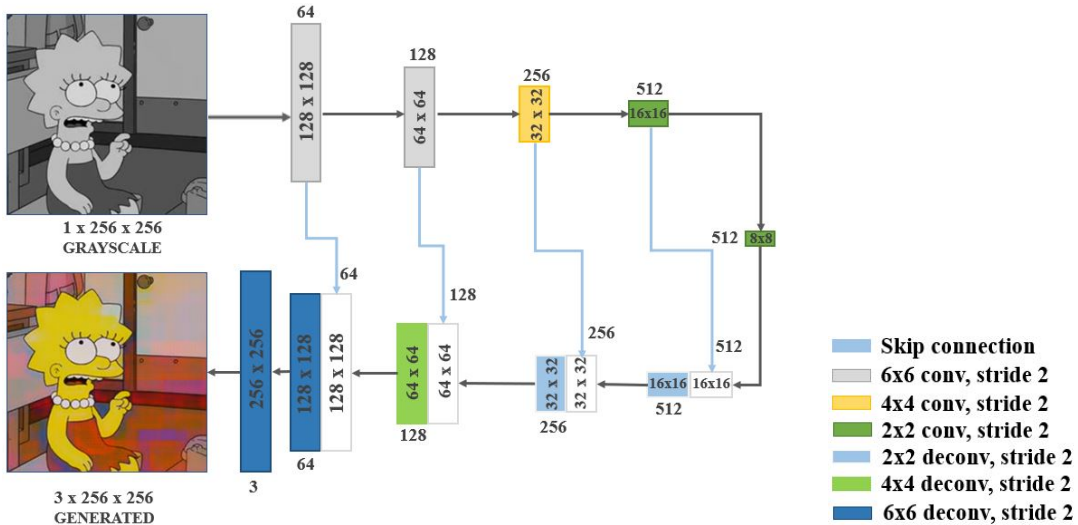 64
128 x 128
128
64 x 64
256
32 x 32
512
16x16
1 x 256 x 256
GRAYSCALE
512
8x8
64
128
256
512
256 x 256
128 x 128
128 x 128
64 x 64
64 x 64
32 x 32
32 x 32
16x16
16x16
3
64
128
256
512
3 x 256 x 256
GENERATED
Skip connection
6x6 conv, stride 2
4x4 conv, stride 2
2x2 conv, stride 2
2x2 deconv, stride 2
4x4 deconv, stride 2
6x6 deconv, stride 2